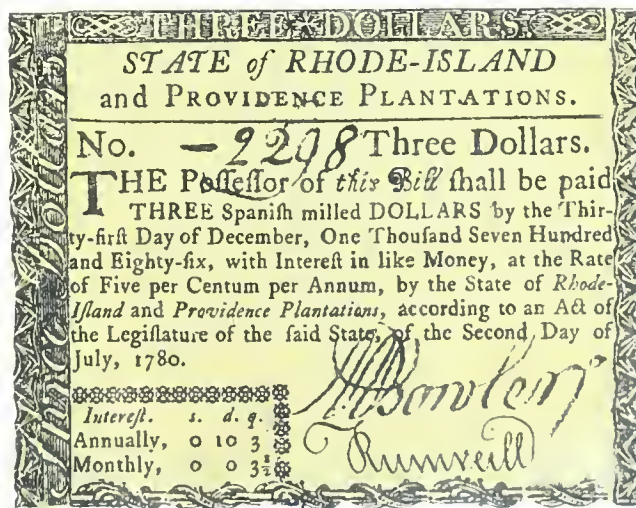 THREE DOLLARS.
Three Dollars
STATE of RHODE-ISLAND
and PROVIDENCE PLANTATIONS.
No. -2298 Three Dollars.
THE Poſſeſſor of this Bill ſhall be paid
THREE Spaniſh milled DOLLARS by the Thir-
ty-firſt Day of December, One Thouſand Seven Hundred
and Eighty-ſix, with Intereſt in like Money, at the Rate
of Five per Centum per Annum, by the State of Rhode-
Iſland and Providence Plantations, according to an Act of
the Legiſlature of the ſaid State, of the Second Day of
July, 1780.
Intereſt. s. d. q.
Annually, 0 10 3
Monthly, 0 0 3½